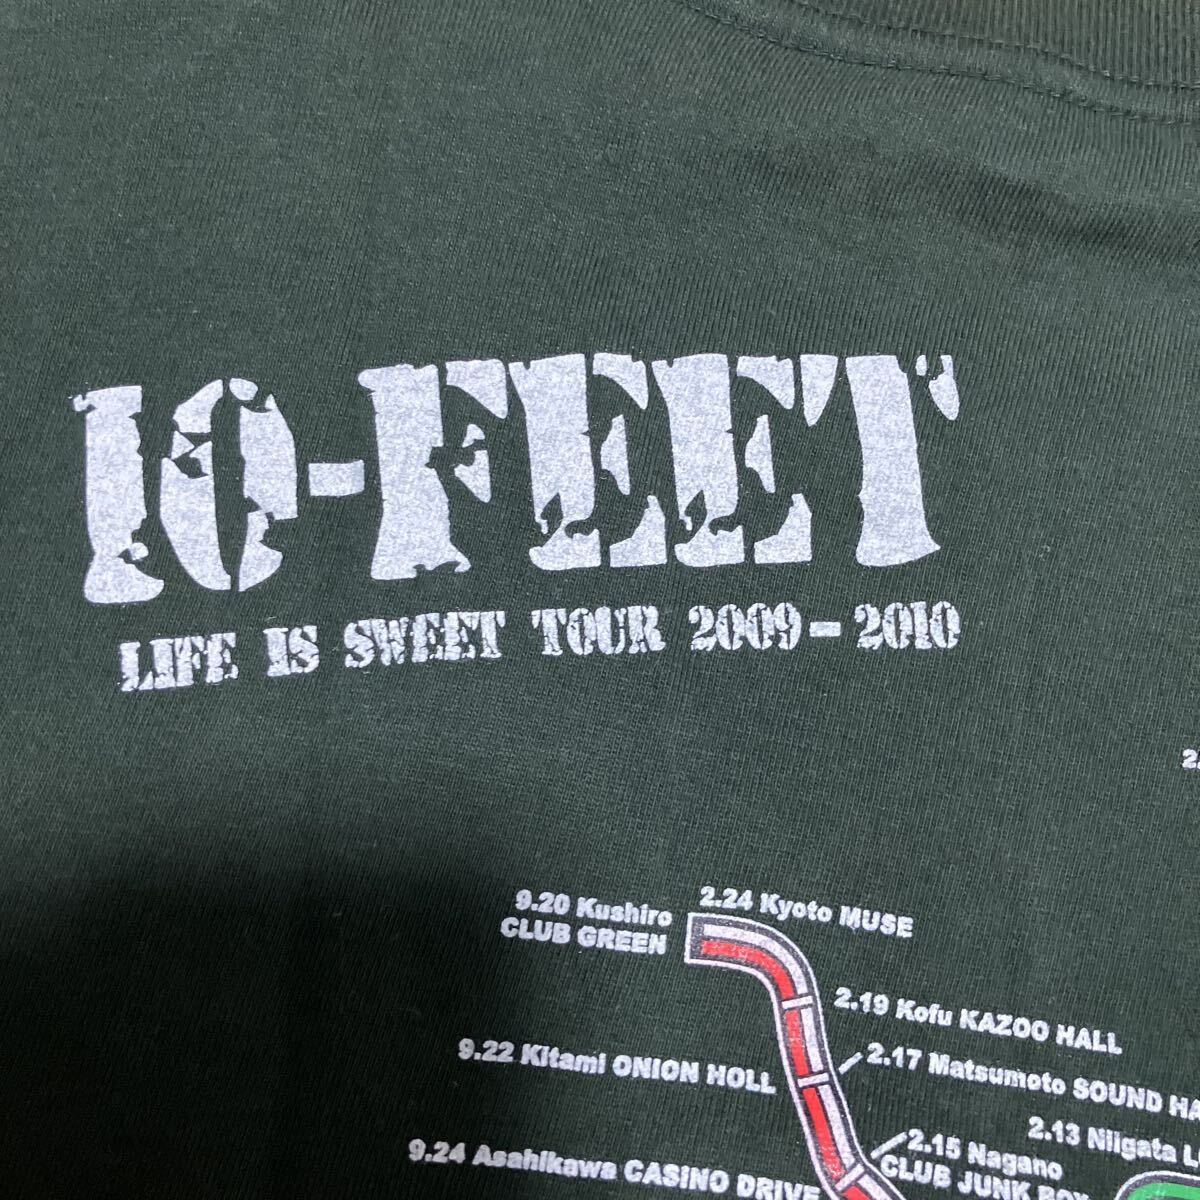 10-FEET
LIFE IS SWEET TOUR 2009-2010
2.
9.20 Kushiro
CLUB GREEN
2.24 Kyoto MUSE
2.19 Kofu KAZOO HALL
9.22 Kitami ONION HOLL
2.17 Matsumoto SOUND HA
2.13 Niigata L
2.15 Nagano
CLUB JUNK BO
9.24 Asahikawa CASINO DRIVE